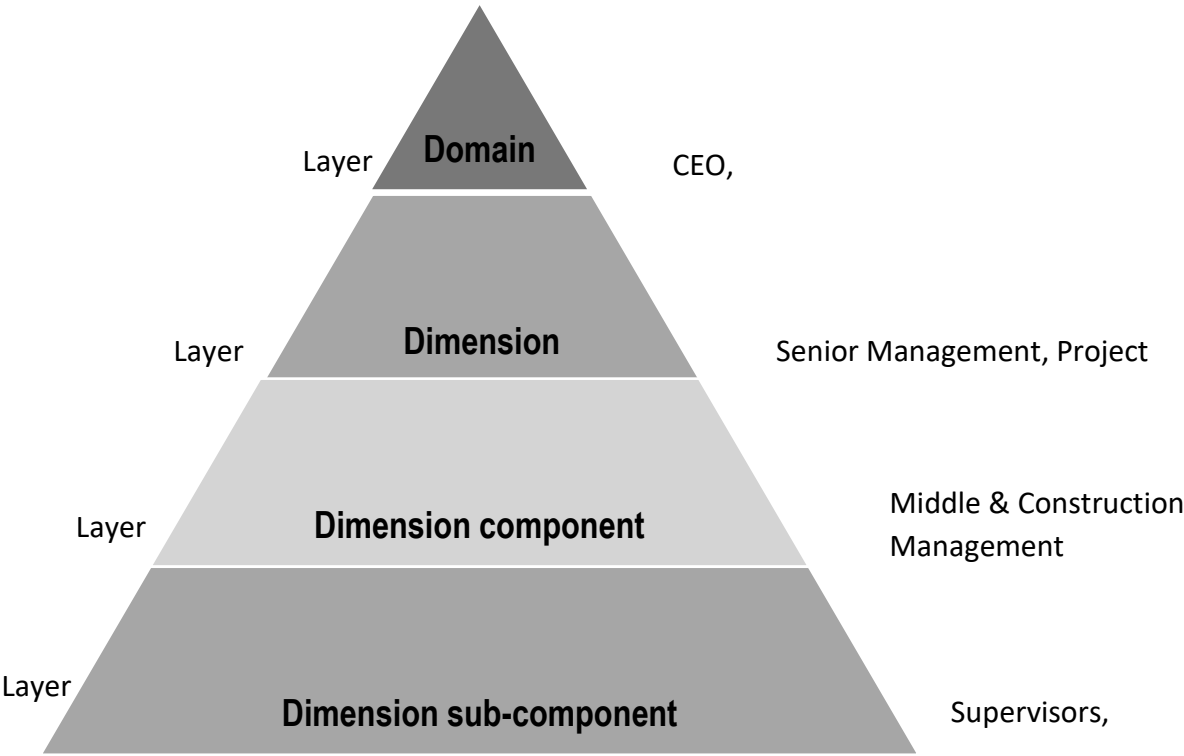 Layer
Domain
CEO,
Layer
Dimension
Senior Management, Project
Layer
Dimension component
Middle & Construction
Management
Layer
Dimension sub-component
Supervisors,